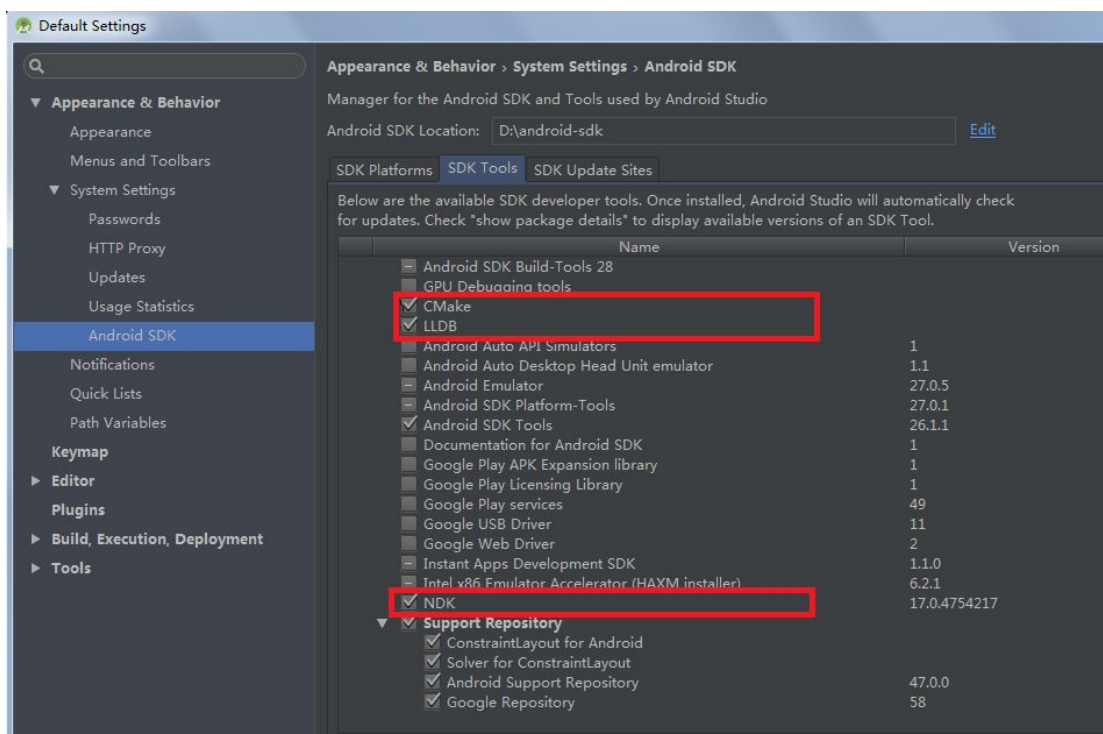 Default Settings
Appearance & Behavior
Appearance
Menus and Toolbars
System Settings
Passwords
HTTP Proxy
Updates
Usage Statistics
Android SDK
Notifications
Quick Lists
Path Variables
Keymap
Editor
Plugins
Build, Execution, Deployment
Tools
Appearance & Behavior › System Settings › Android SDK
Manager for the Android SDK and Tools used by Android Studio
Android SDK Location: D:\android-sdk Edit
SDK Platforms SDK Tools SDK Update Sites
Below are the available SDK developer tools. Once installed, Android Studio will automatically check
for updates. Check "show package details" to display available versions of an SDK Tool.
Name Version
Android SDK Build-Tools 28
GPU Debugging tools
CMake
LLDB
Android Auto API Simulators 1
Android Auto Desktop Head Unit emulator 1.1
Android Emulator 27.0.5
Android SDK Platform-Tools 27.0.1
Android SDK Tools 26.1.1
Documentation for Android SDK 1
Google Play APK Expansion library 1
Google Play Licensing Library 1
Google Play services 49
Google USB Driver 11
Google Web Driver 2
Instant Apps Development SDK 1.1.0
Intel x86 Emulator Accelerator (HAXM installer) 6.2.1
NDK 17.0.4754217
Support Repository
ConstraintLayout for Android
Solver for ConstraintLayout
Android Support Repository 47.0.0
Google Repository 58